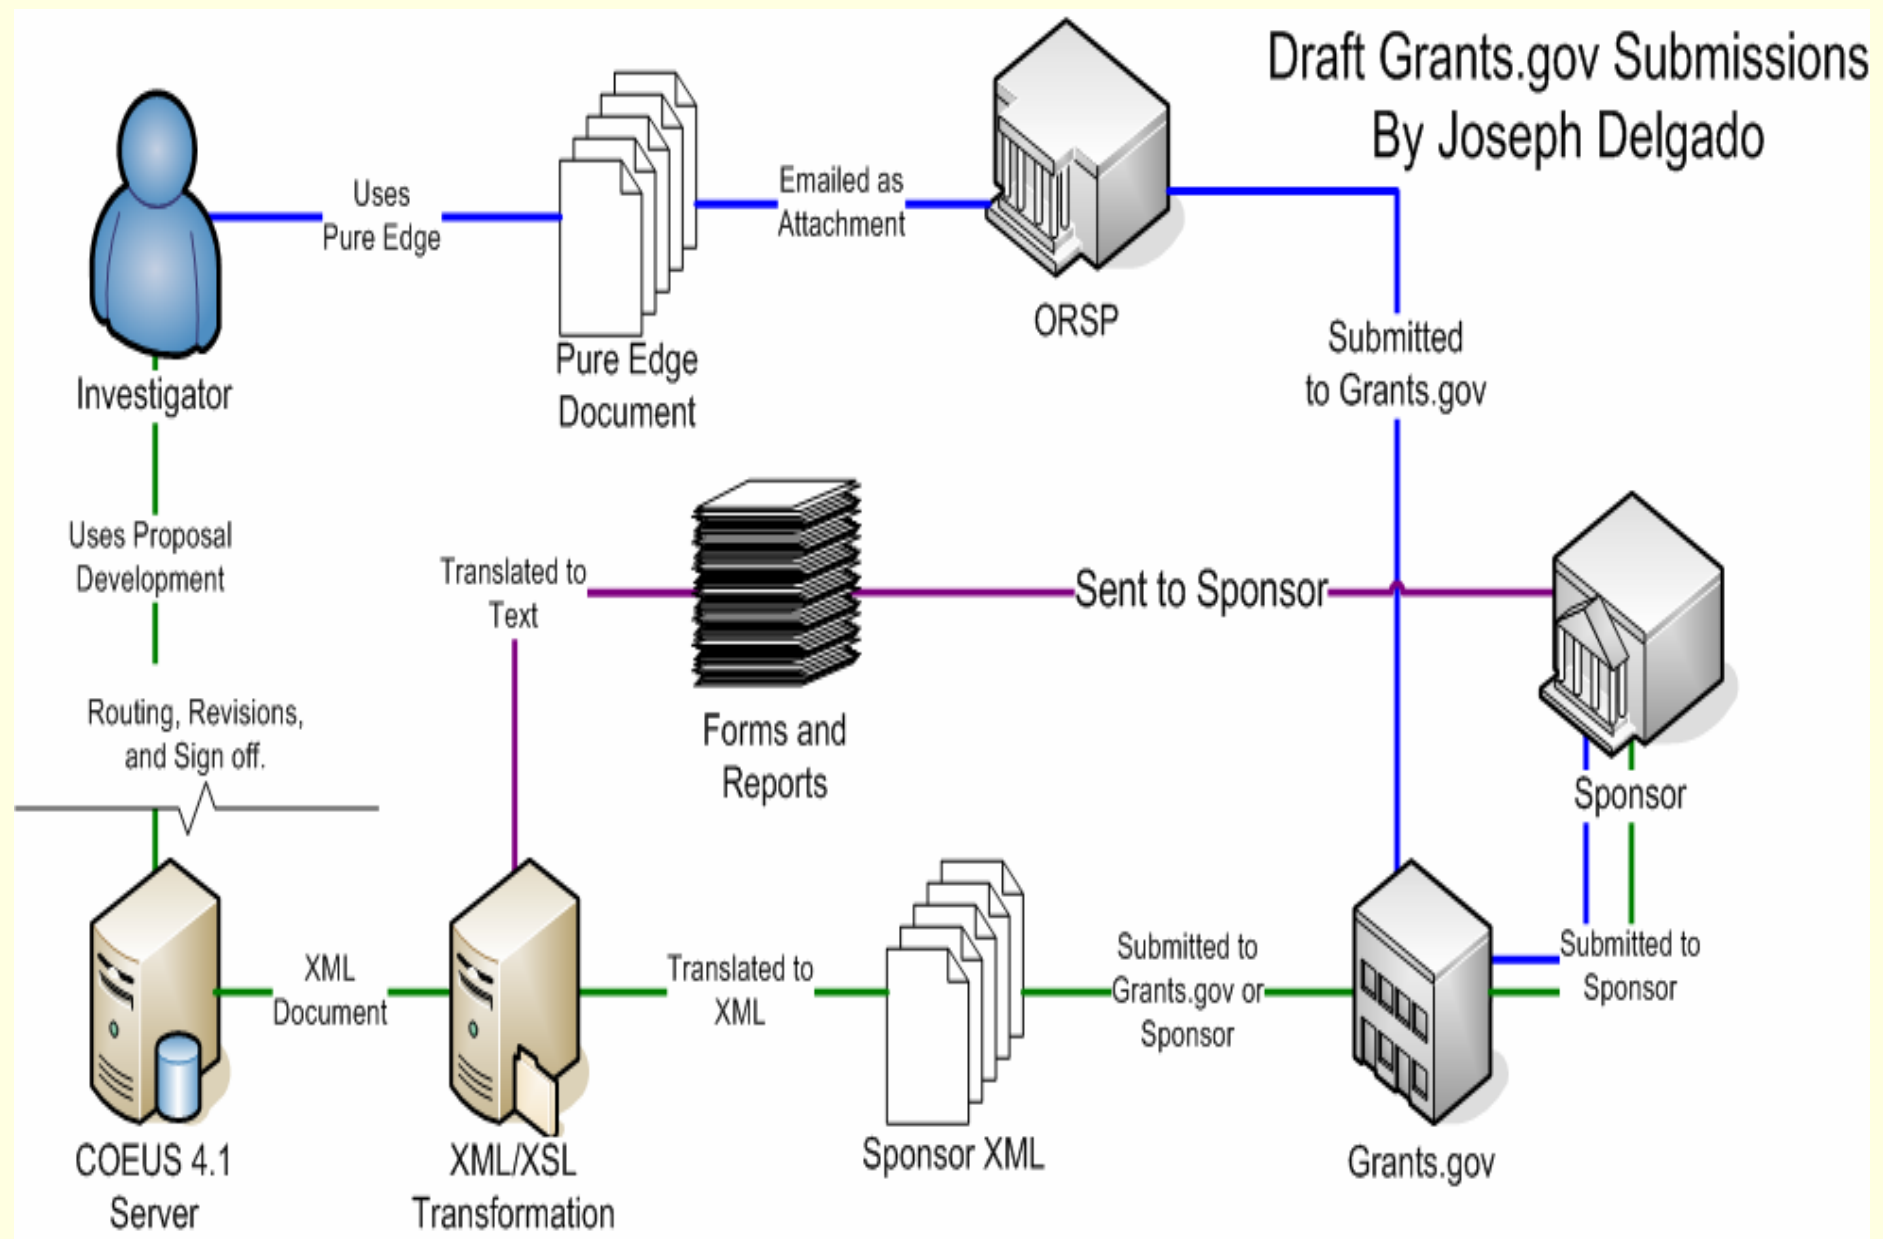 Draft Grants.gov Submissions
By Joseph Delgado
Uses
Pure Edge
Emailed as
Attachment
ORSP
Investigator
Pure Edge
Document
Submitted
to Grants.gov
Uses Proposal
Development
Translated to
Text
Sent to Sponsor
Routing, Revisions,
and Sign off.
Forms and
Reports
Sponsor
XML
Document
Translated to
XML
Submitted to
Grants.gov or
Sponsor
Submitted to
Sponsor
COEUS 4.1
Server
XML/XSL
Transformation
Sponsor XML
Grants.gov